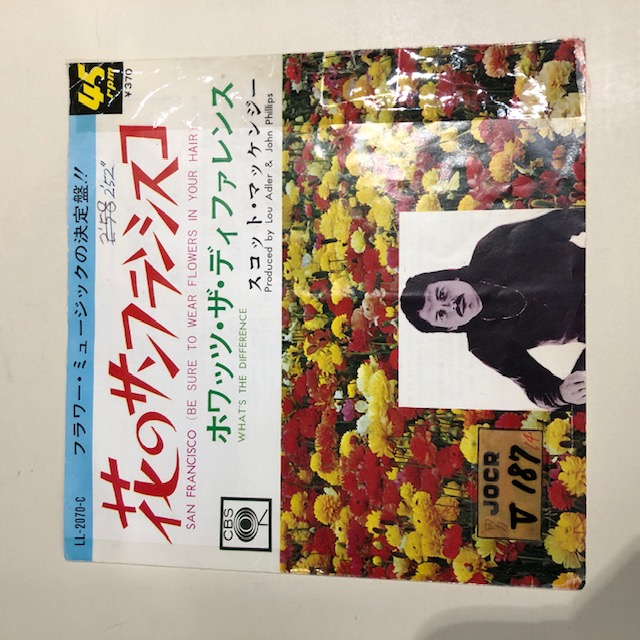 LL-2070-C
フラワー・ミュージックの決定盤!!
45
rpm
¥370
花のサンフランシスコ
SAN FRANCISCO (BE SURE TO WEAR FLOWERS IN YOUR HAIR)
ホワッツ・ザ・ディファレンス
WHAT'S THE DIFFERENCE
スコット・マッケンジー
Produced by Lou Adler & John Phillips
CBS
JOCR
187